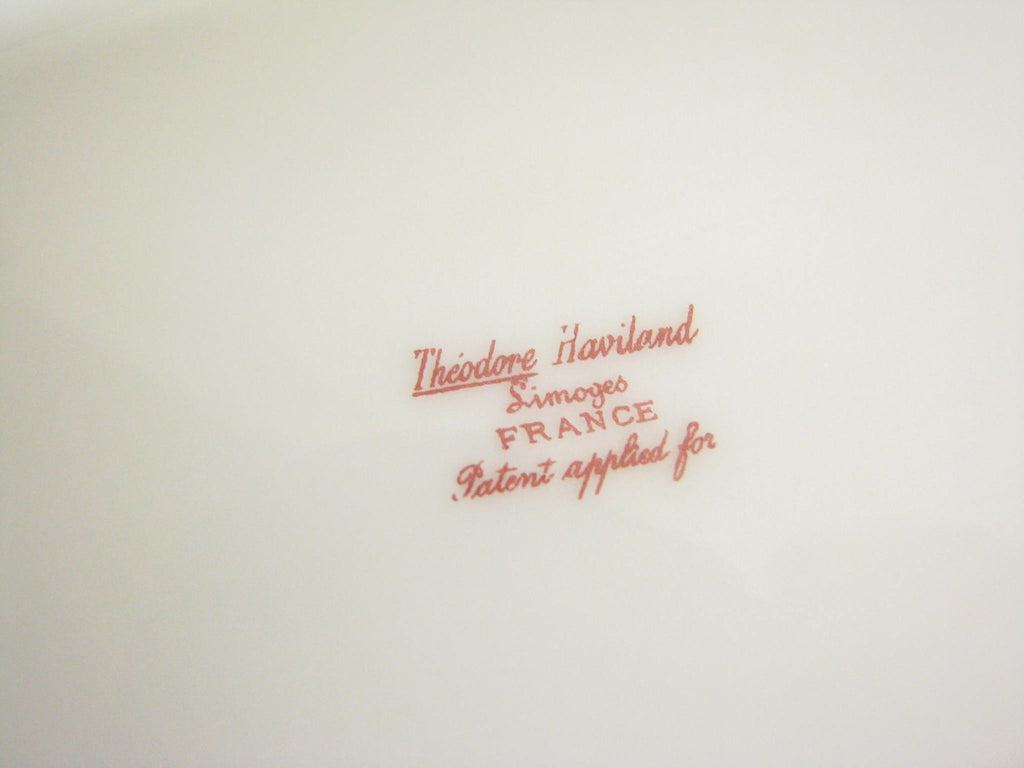 Théodore Haviland
Limoges
FRANCE
Patent applied for